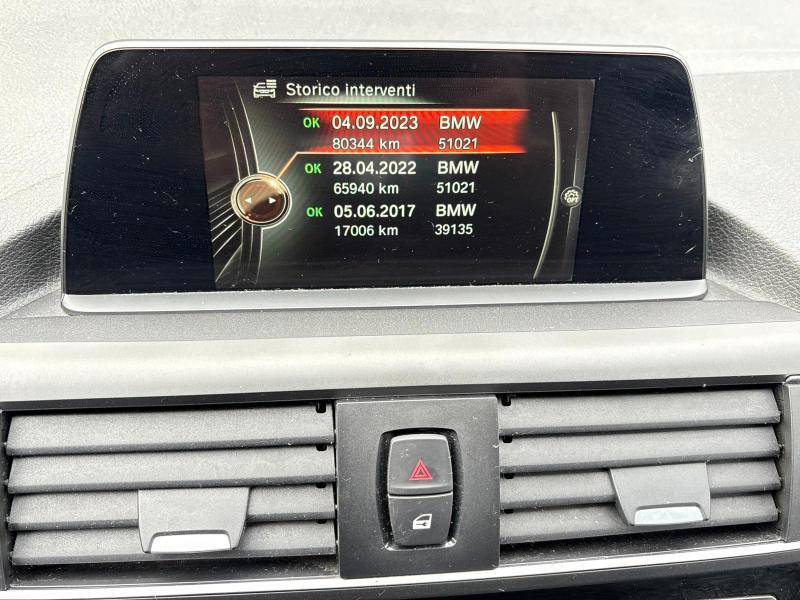 Storico interventi
OK 04.09.2023 BMW
80344 km 51021
OK 28.04.2022 BMW
65940 km 51021
OK 05.06.2017 BMW
17006 km 39135
OPT